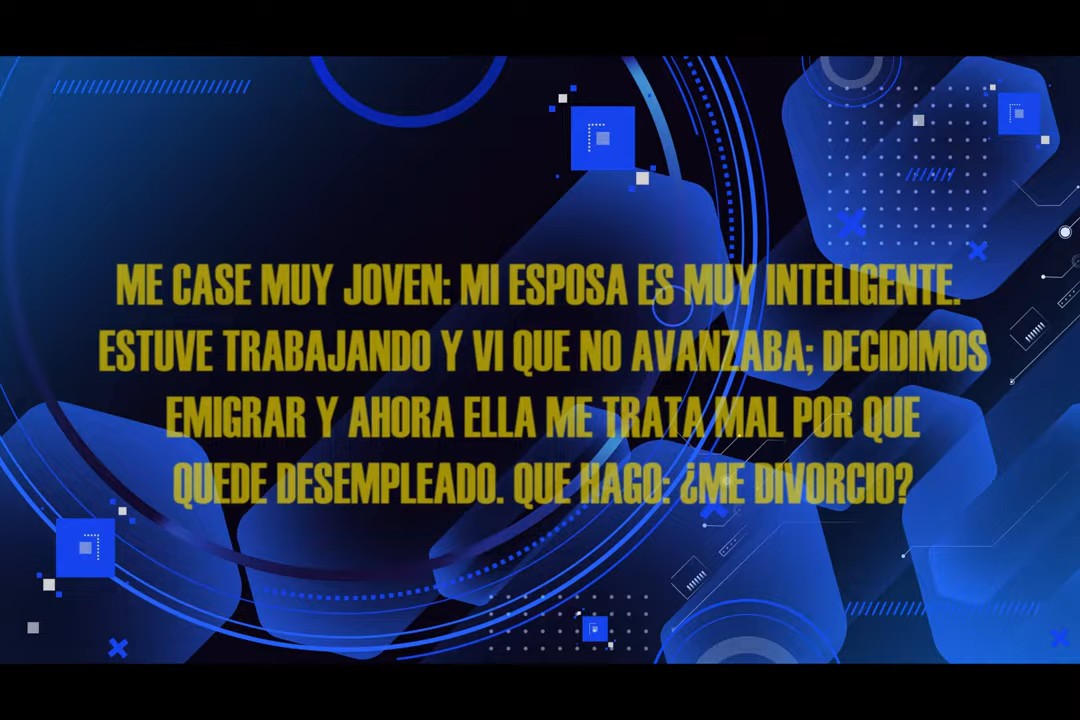 ME CASE MUY JOVEN: MI ESPOSA ES MUY INTELIGENTE.
ESTUVE TRABAJANDO Y VI QUE NO AVANZABA; DECIDIMOS
EMIGRAR Y AHORA ELLA ME TRATA MAL POR QUE
QUEDE DESEMPLEADO. QUE HAGO: ¿ME DIVORCIO?